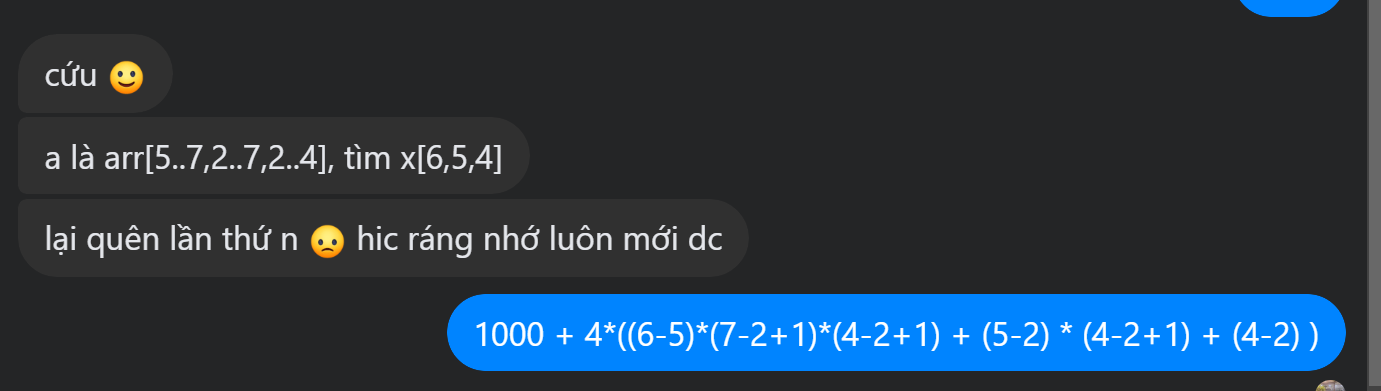 cứu 🙂
a là arr[5..7,2..7,2..4], tìm x[6,5,4]
lại quên lần thứ n 🙁 hic ráng nhớ luôn mới dc
1000 + 4*((6-5)*(7-2+1)*(4-2+1) + (5-2) * (4-2+1) + (4-2) )